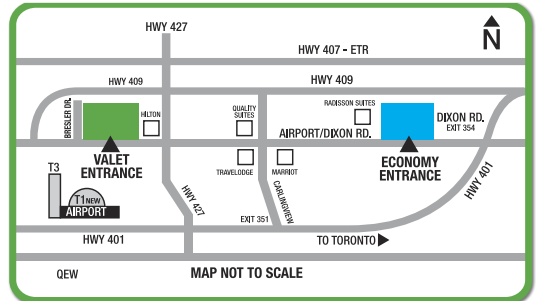 HWY 427
N
HWY 407 - ETR
HWY 409
HWY 409
BRESLER DR.
HILTON
QUALITY
SUITES
RADISSON SUITES
DIXON RD.
EXIT 354
AIRPORT/DIXON RD.
VALET
ENTRANCE
TRAVELODGE
MARRIOT
ECONOMY
ENTRANCE
T3
T1 NEW
AIRPORT
HWY 427
CARLINGVIEW
HWY 401
EXIT 351
HWY 401
TO TORONTO
QEW
MAP NOT TO SCALE